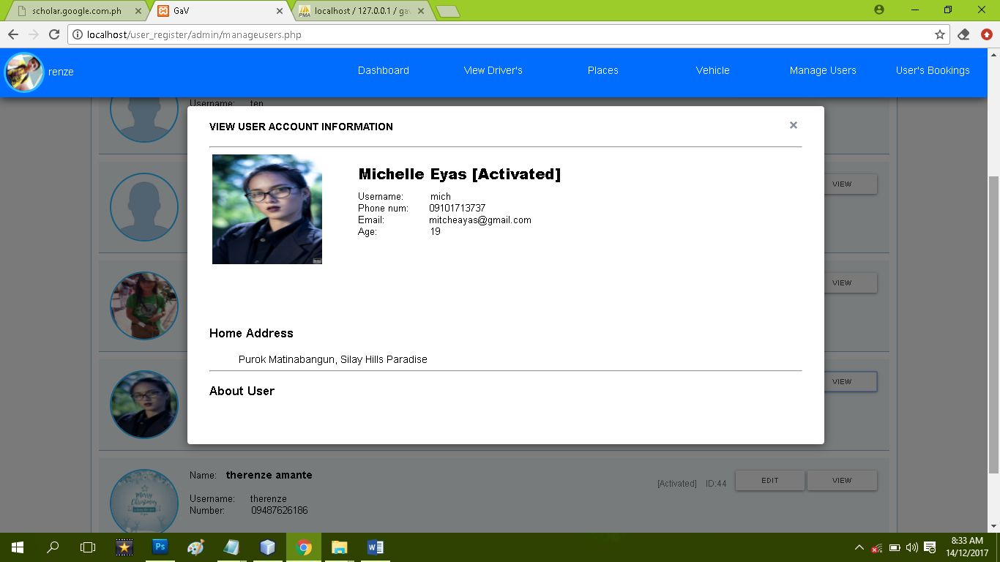 scholar.google.com.ph
GaV
localhost / 127.0.0.1 / ga
localhost/user_register/admin/manageusers.php
renze
Dashboard
View Driver's
Places
Vehicle
Manage Users
User's Bookings
Username: ten
VIEW USER ACCOUNT INFORMATION
×
Michelle Eyas [Activated]
Username: mich
Phone num: 09101713737
Email: mitcheayas@gmail.com
Age: 19
Home Address
Purok Matinabangun, Silay Hills Paradise
About User
VIEW
VIEW
VIEW
Name: therenze amante
[Activated] ID:44
EDIT
VIEW
Username: therenze
Number: 09487626186
Merry
Christmas
Ps
8:33 AM
14/12/2017